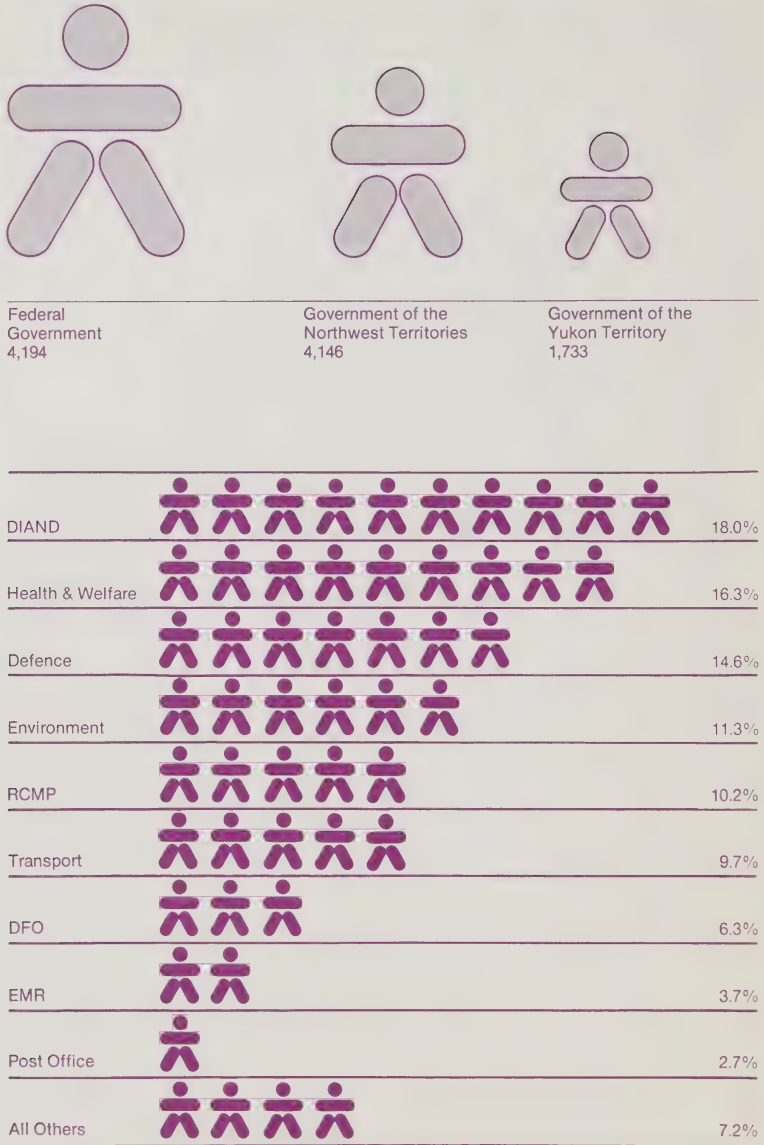 Federal
Government
4,194
Government of the
Northwest Territories
4,146
Government of the
Yukon Territory
1,733
DIAND 18.0%
Health & Welfare 16.3%
Defence 14.6%
Environment 11.3%
RCMP 10.2%
Transport 9.7%
DFO 6.3%
EMR 3.7%
Post Office 2.7%
All Others 7.2%